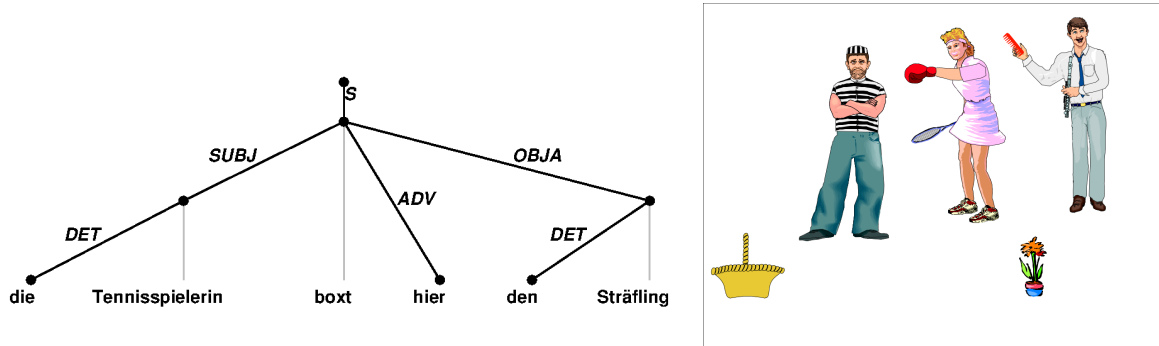 S
SUBJ
OBJA
ADV
DET
DET
die Tennisspielerin boxt hier den Sträfling